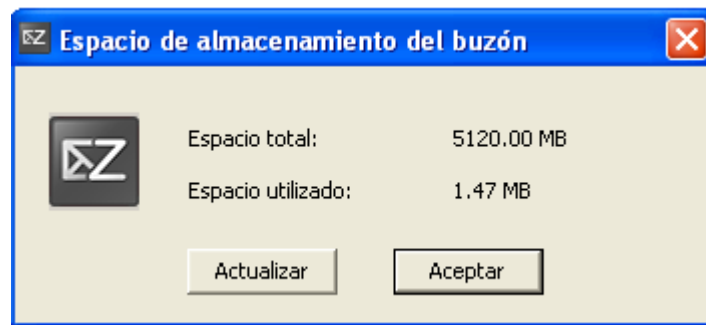 Espacio de almacenamiento del buzón
Espacio total: 5120.00 MB
Espacio utilizado: 1.47 MB
Actualizar Aceptar